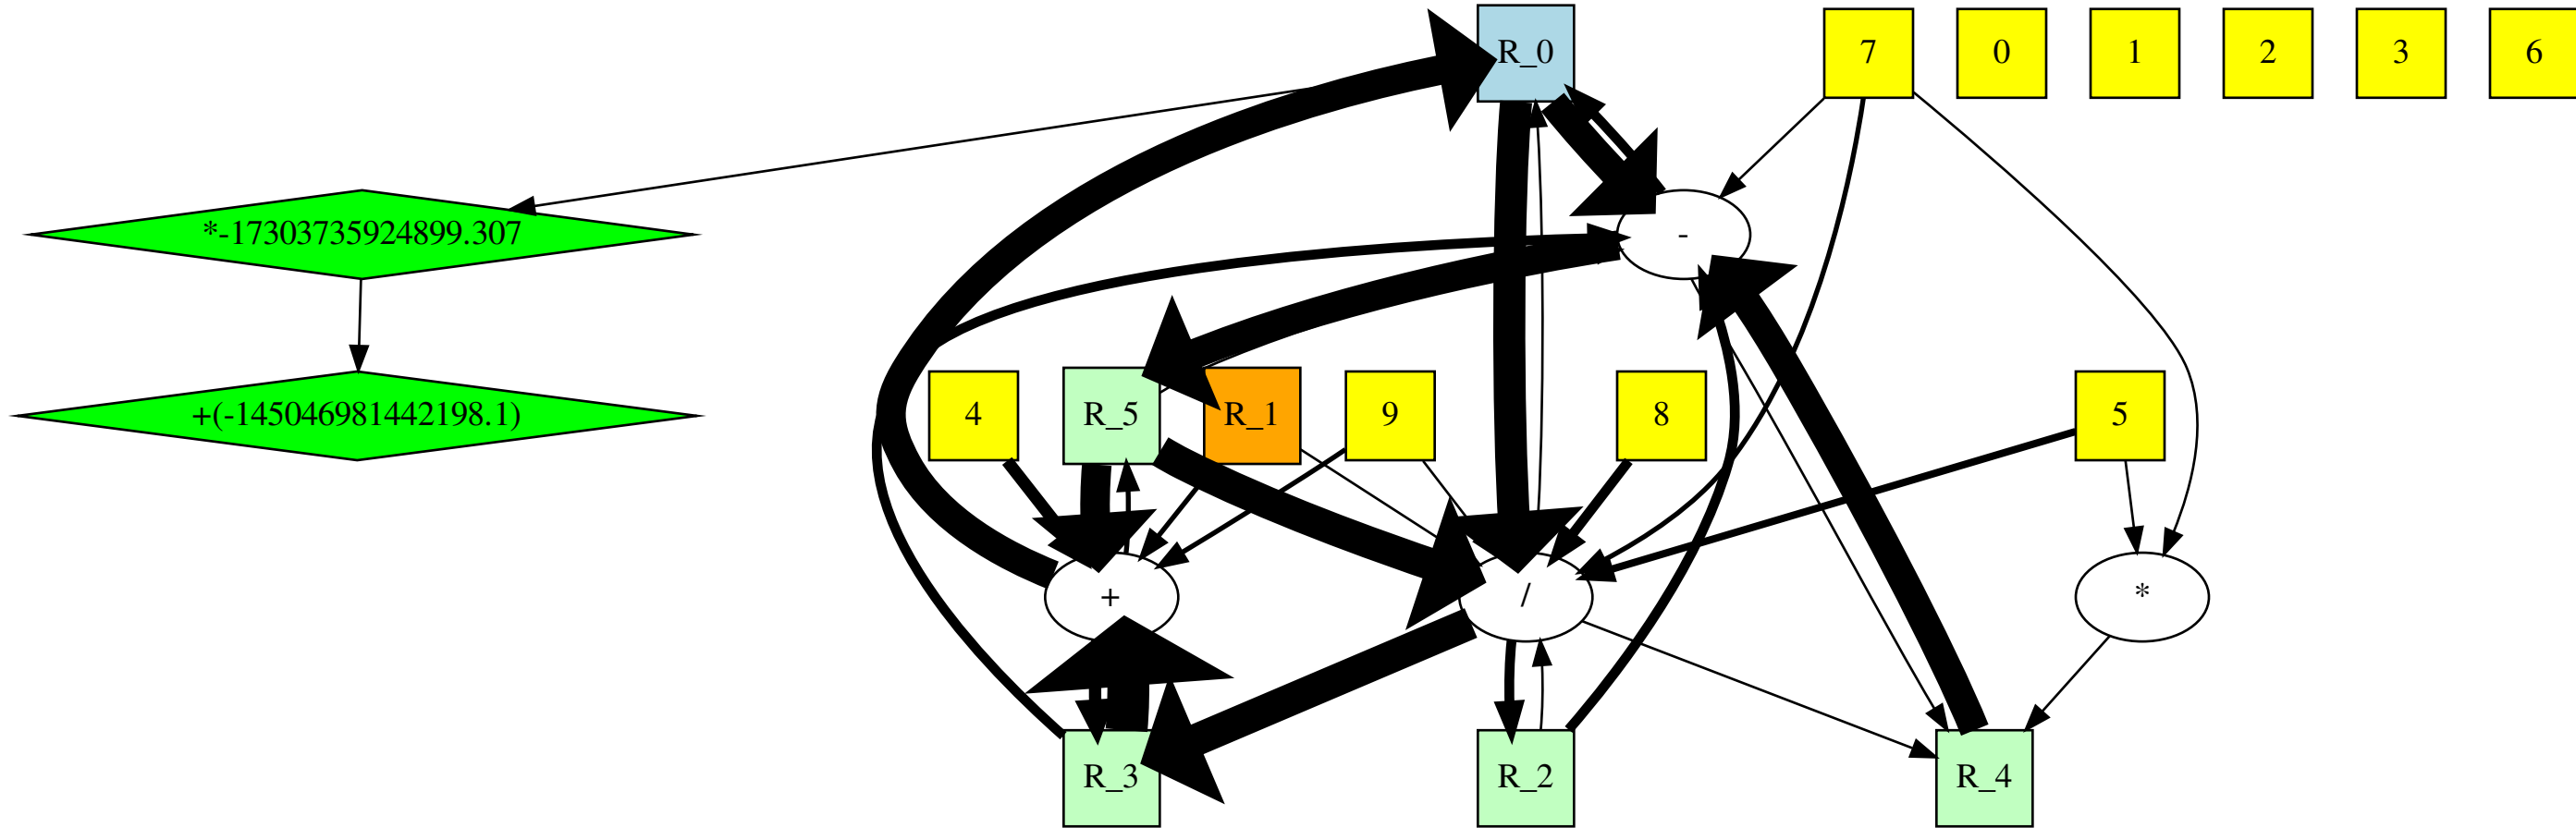 R_0
7
0
1
2
3
6
*-17303735924899.307
-
+(-145046981442198.1)
4
R_5
R_1
9
8
5
+
/
*
R_3
R_2
R_4